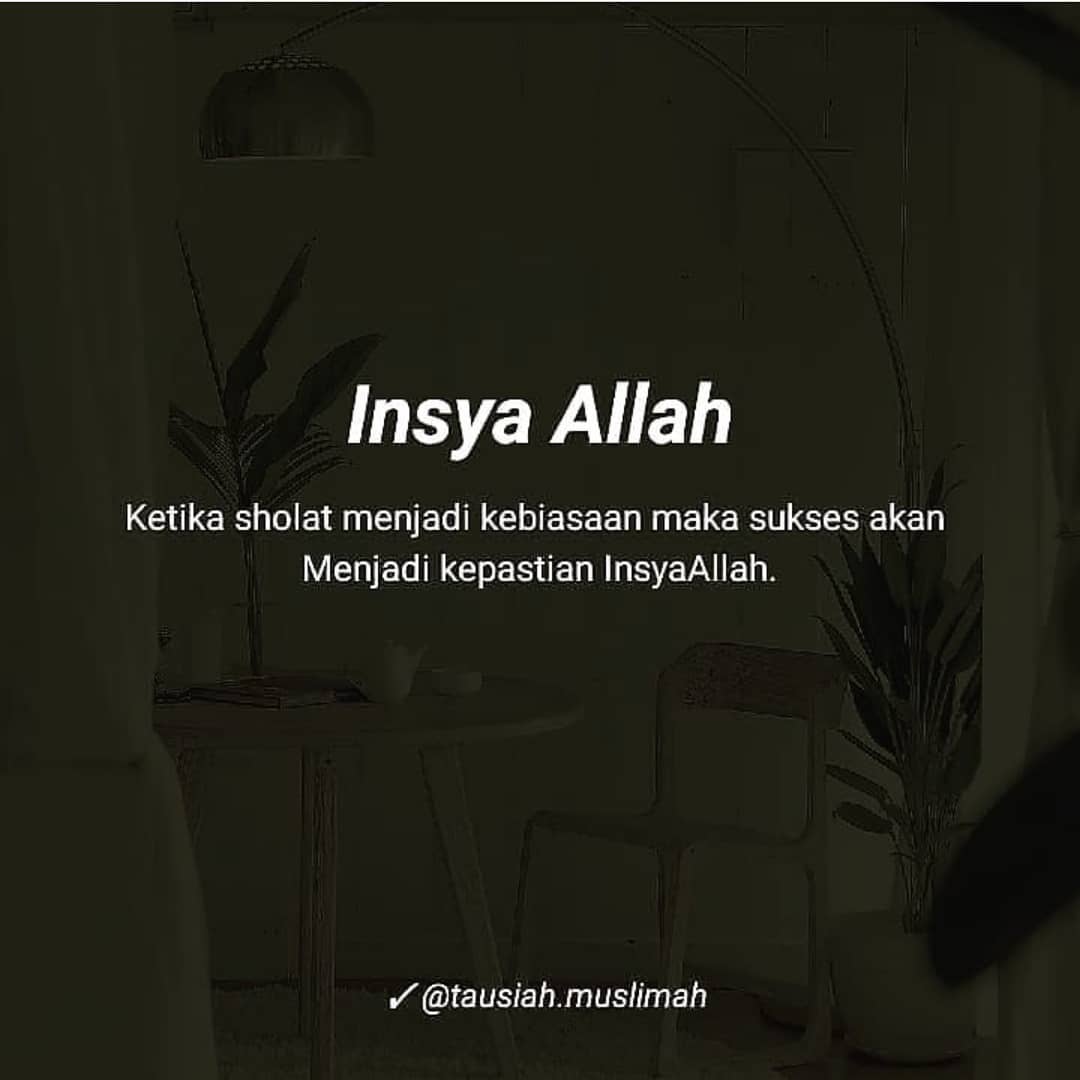 Insya Allah
Ketika sholat menjadi kebiasaan maka sukses akan
Menjadi kepastian InsyaAllah.
✓@tausiah.muslimah